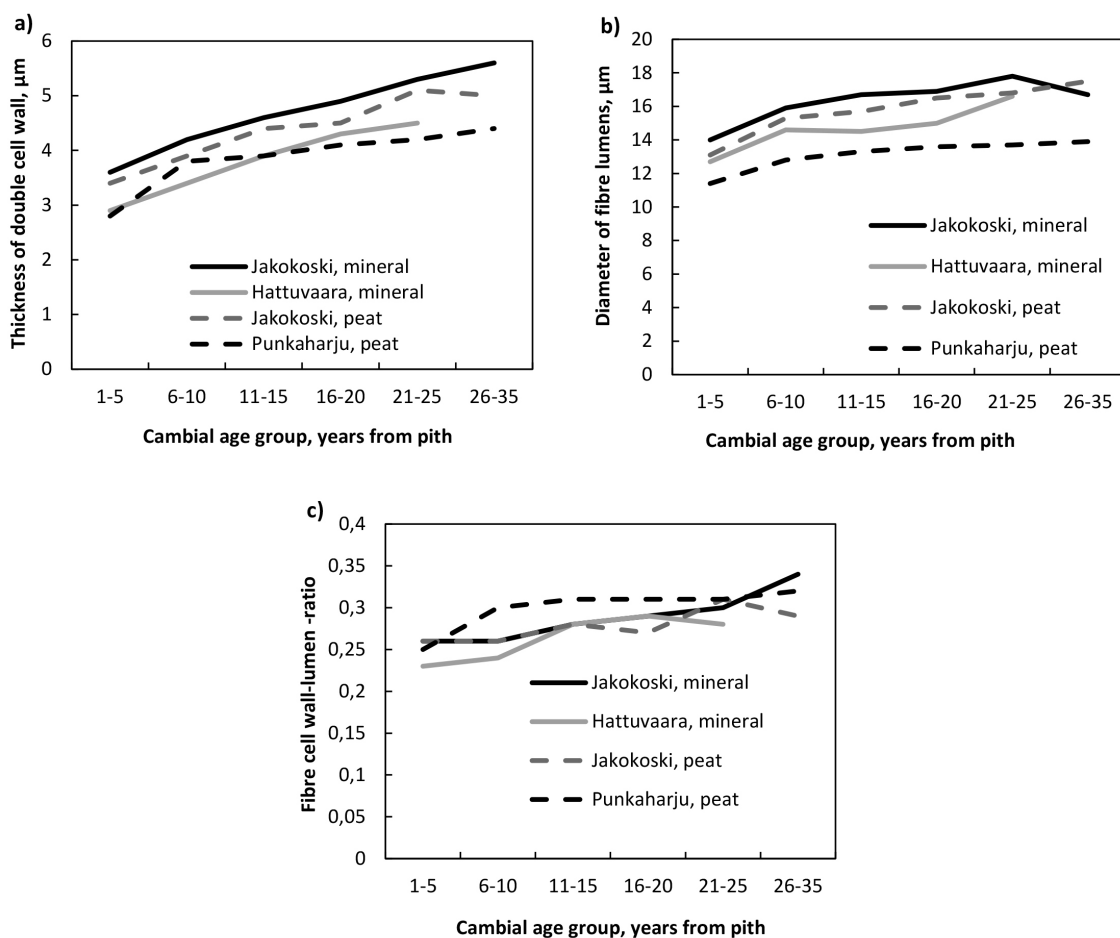 a)
Thickness of double cell wall, µm
6
5
4
3
2
1
0
Jakokoski, mineral
Hattuvaara, mineral
Jakokoski, peat
Punkaharju, peat
1-5 6-10 11-15 16-20 21-25 26-35
Cambial age group, years from pith
b)
Diameter of fibre lumens, µm
20
18
16
14
12
10
8
6
4
2
0
Jakokoski, mineral
Hattuvaara, mineral
Jakokoski, peat
Punkaharju, peat
1-5 6-10 11-15 16-20 21-25 26-35
Cambial age group, years from pith
c)
Fibre cell wall-lumen -ratio
0,4
0,35
0,3
0,25
0,2
0,15
0,1
0,05
0
Jakokoski, mineral
Hattuvaara, mineral
Jakokoski, peat
Punkaharju, peat
1-5 6-10 11-15 16-20 21-25 26-35
Cambial age group, years from pith